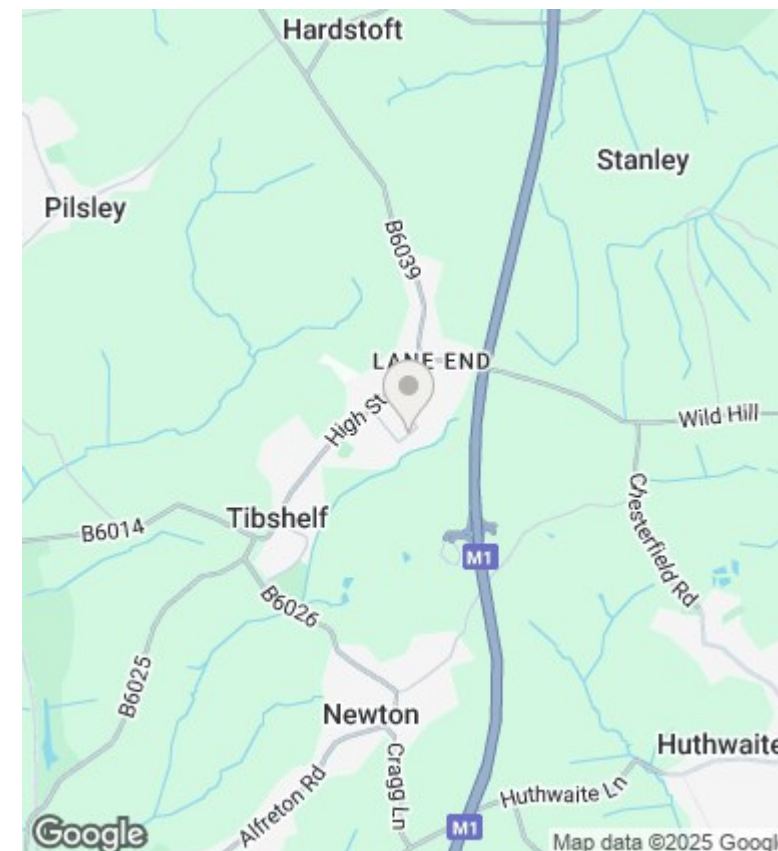 Hardstoft
Stanley
Pilsley
B6039
LANE END
High St
Wild Hill
Chesterfield Rd
Tibshelf
B6014
M1
B6026
B6025
Newton
Huthwaite
Alfreton Rd
Cragg Ln
Huthwaite Ln
M1
Google
Map data ©2025 Google